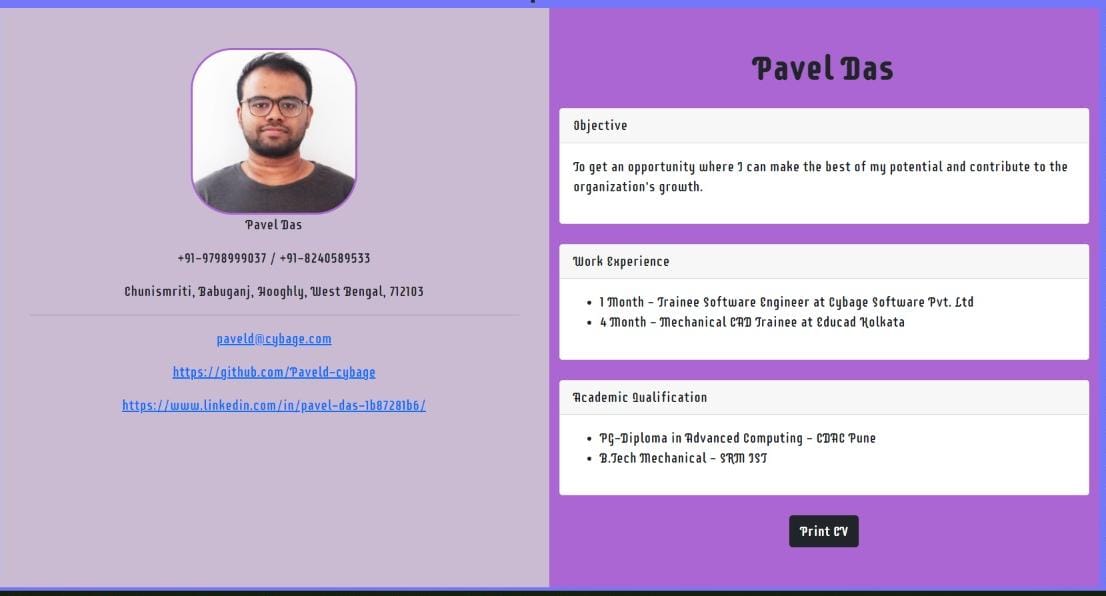 Pavel Das
+91-9798999037 / +91-8240589533
Chunismriti, Babuganj, Hooghly, West Bengal, 712103
paveld@cybage.com
https://github.com/Paveld-cybage
https://www.linkedin.com/in/pavel-das-1b87281b6/
Pavel Das
Objective
To get an opportunity where I can make the best of my potential and contribute to the
organization's growth.
Work Experience
• 1 Month - Trainee Software Engineer at Cybage Software Pvt. Ltd
• 4 Month - Mechanical CAD Trainee at Educad Kolkata
Academic Qualification
• PG-Diploma in Advanced Computing - CDAC Pune
• B.Tech Mechanical - SRM IST
Print CV